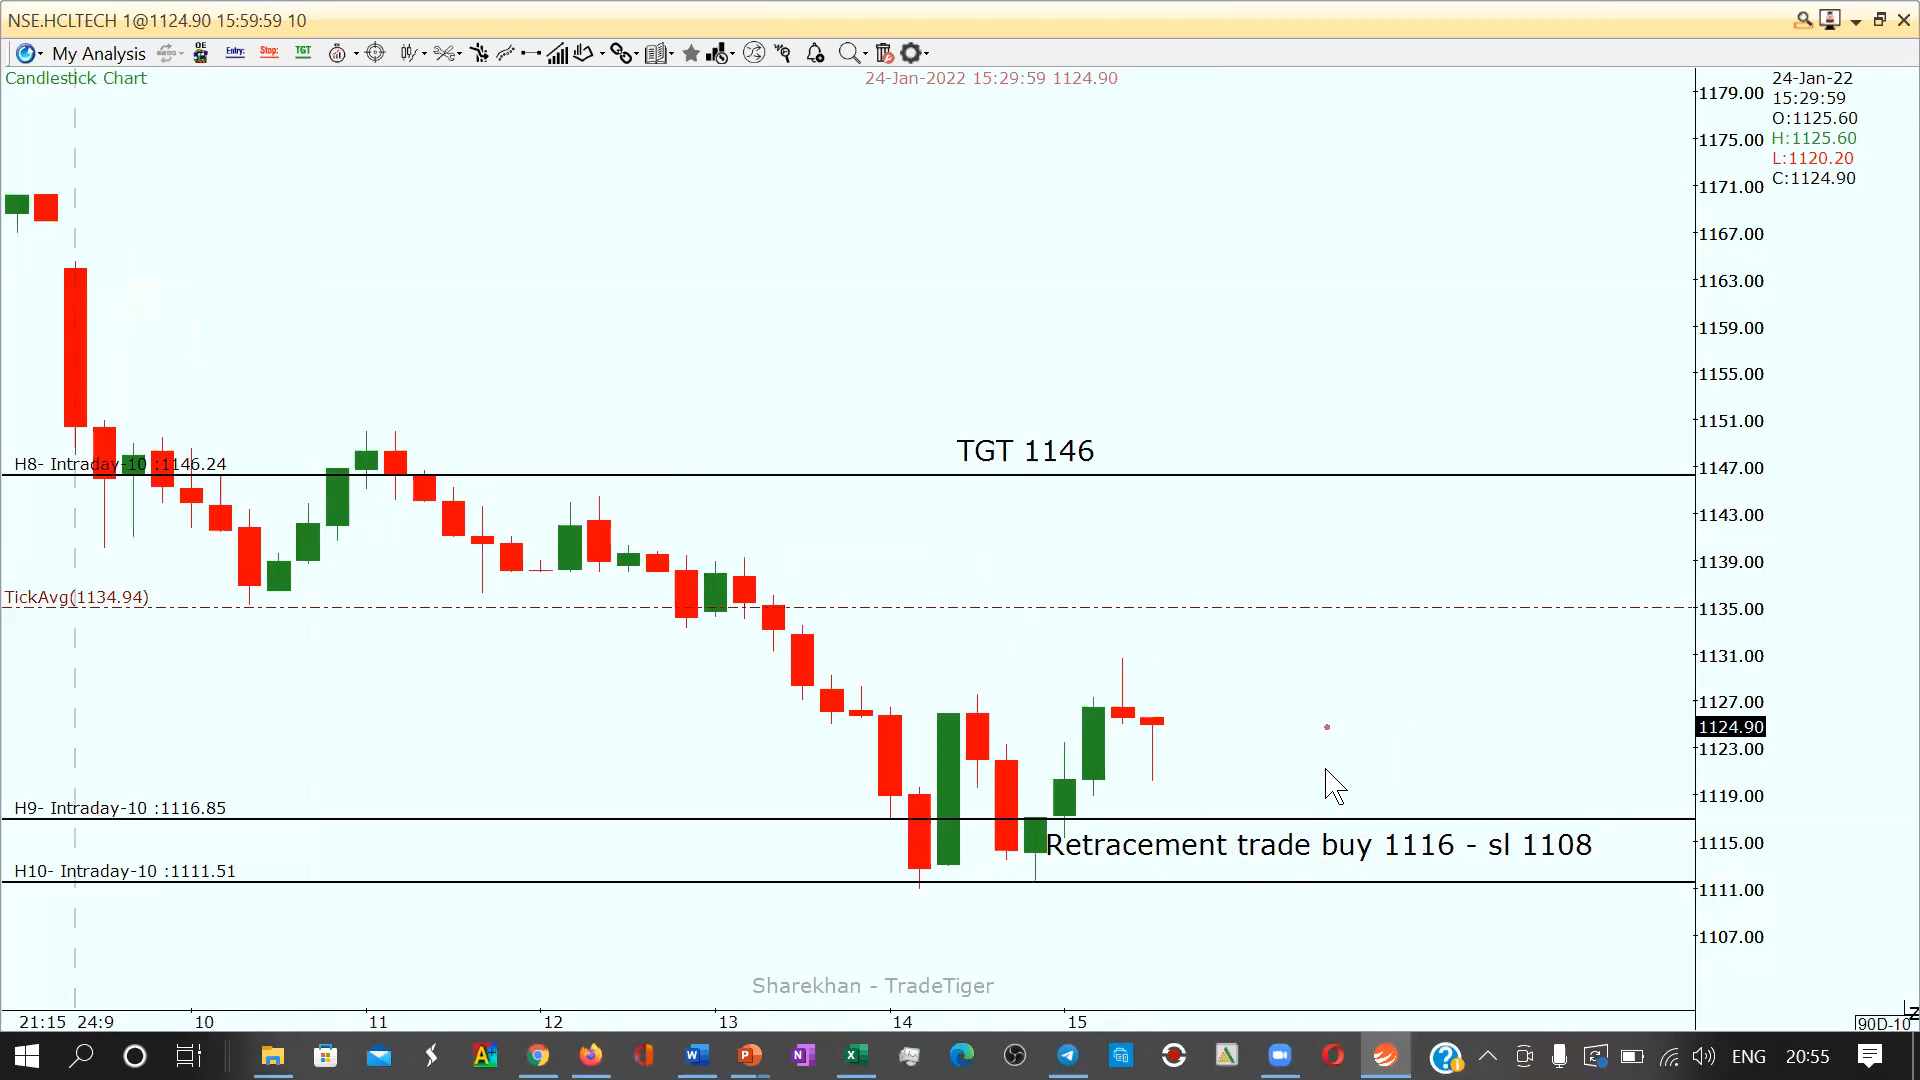 NSE.HCLTECH 1@1124.90 15:59:59 10
My Analysis
OE
Entry:
Stop:
TGT
Candlestick Chart
24-Jan-2022 15:29:59 1124.90
24-Jan-22
15:29:59
O:1125.60
H:1125.60
L:1120.20
C:1124.90
1179.00
1175.00
1171.00
1167.00
1163.00
1159.00
1155.00
1151.00
TGT 1146
H8- Intraday-10 :1146.24
1147.00
1143.00
1139.00
TickAvg(1134.94)
1135.00
1131.00
1127.00
1124.90
1123.00
1119.00
H9- Intraday-10 :1116.85
Retracement trade buy 1116 - sl 1108
1115.00
H10- Intraday-10 :1111.51
1111.00
1107.00
Sharekhan - TradeTiger
21:15 24:9 10 11 12 13 14 15
90D-10
ENG 20:55